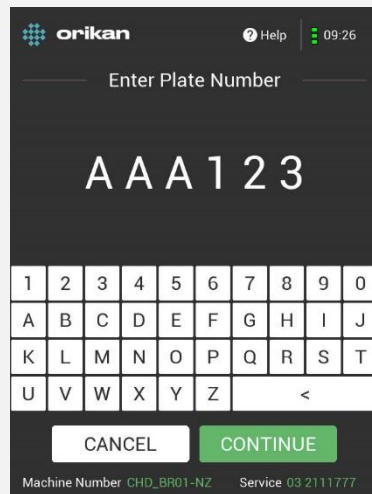 orikan ? Help 09:26
Enter Plate Number
AAA123
1 2 3 4 5 6 7 8 9 0
A B C D E F G H I J
K L M N O P Q R S T
U V W X Y Z <
CANCEL CONTINUE
Machine Number CHD_BR01-NZ Service 03 2111777